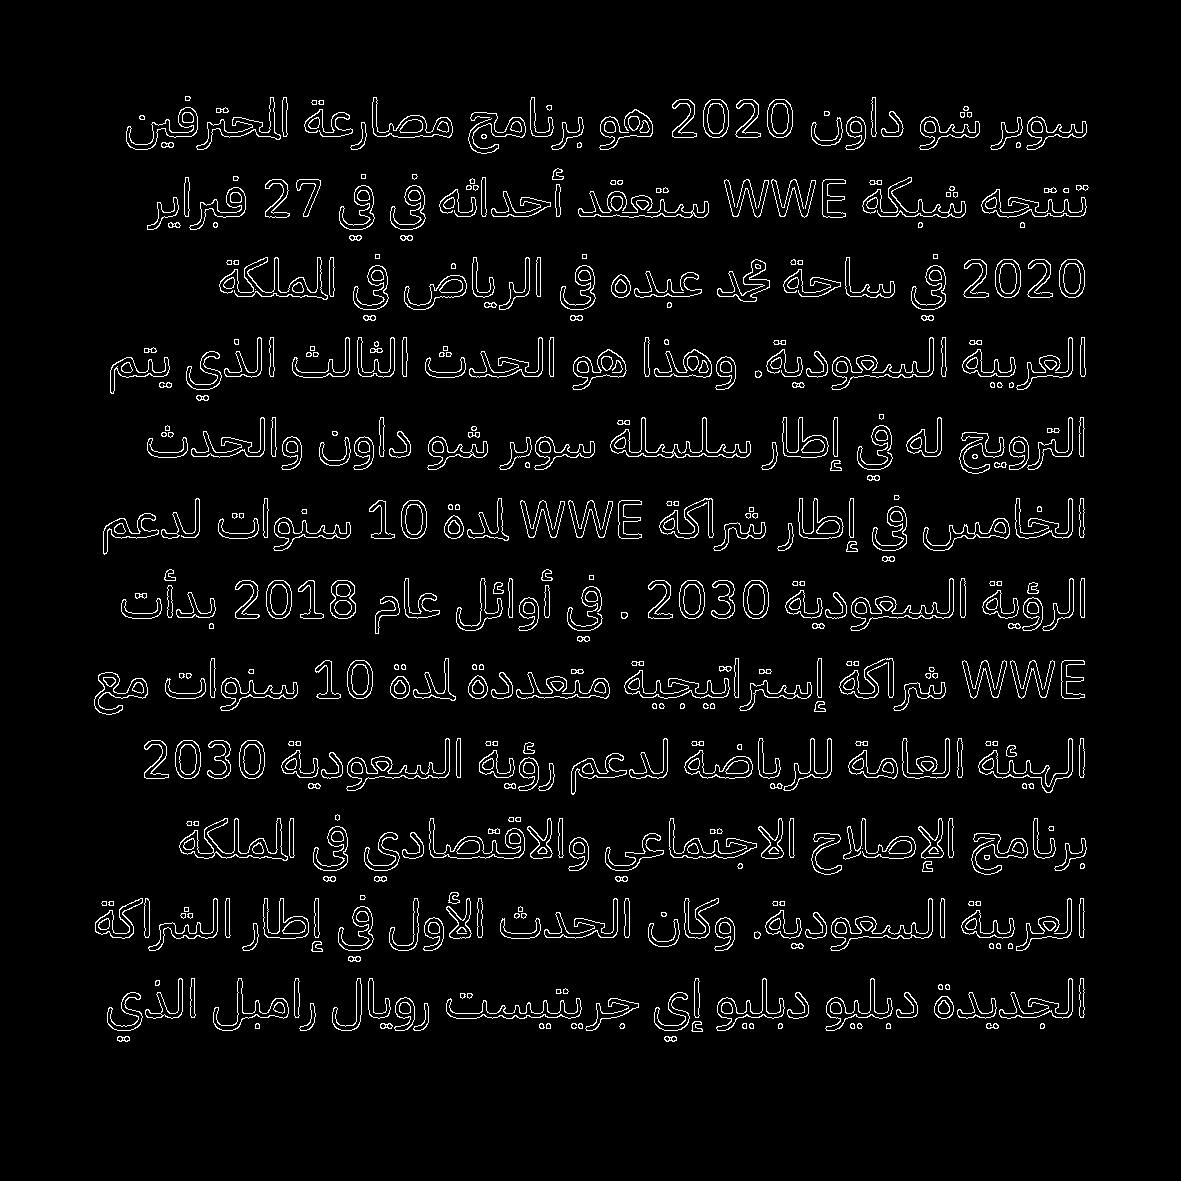 سوبر شو داون 2020 هو برنامج مصارعة المحترفين
تنتجه شبكة WWE ستعقد أحداثه في في 27 فبراير
2020 في ساحة محمد عبده في الرياض في المملكة
العربية السعودية. وهذا هو الحدث الثالث الذي يتم
الترويج له في إطار سلسلة سوبر شو داون والحدث
الخامس في إطار شراكة WWE لمدة 10 سنوات لدعم
الرؤية السعودية 2030 . في أوائل عام 2018 بدأت
WWE شراكة إستراتيجية متعددة لمدة 10 سنوات مع
الهيئة العامة للرياضة لدعم رؤية السعودية 2030
برنامج الإصلاح الاجتماعي والاقتصادي في المملكة
العربية السعودية. وكان الحدث الأول في إطار الشراكة
الجديدة دبليو دبليو إي جريتيست رويال رامبل الذي